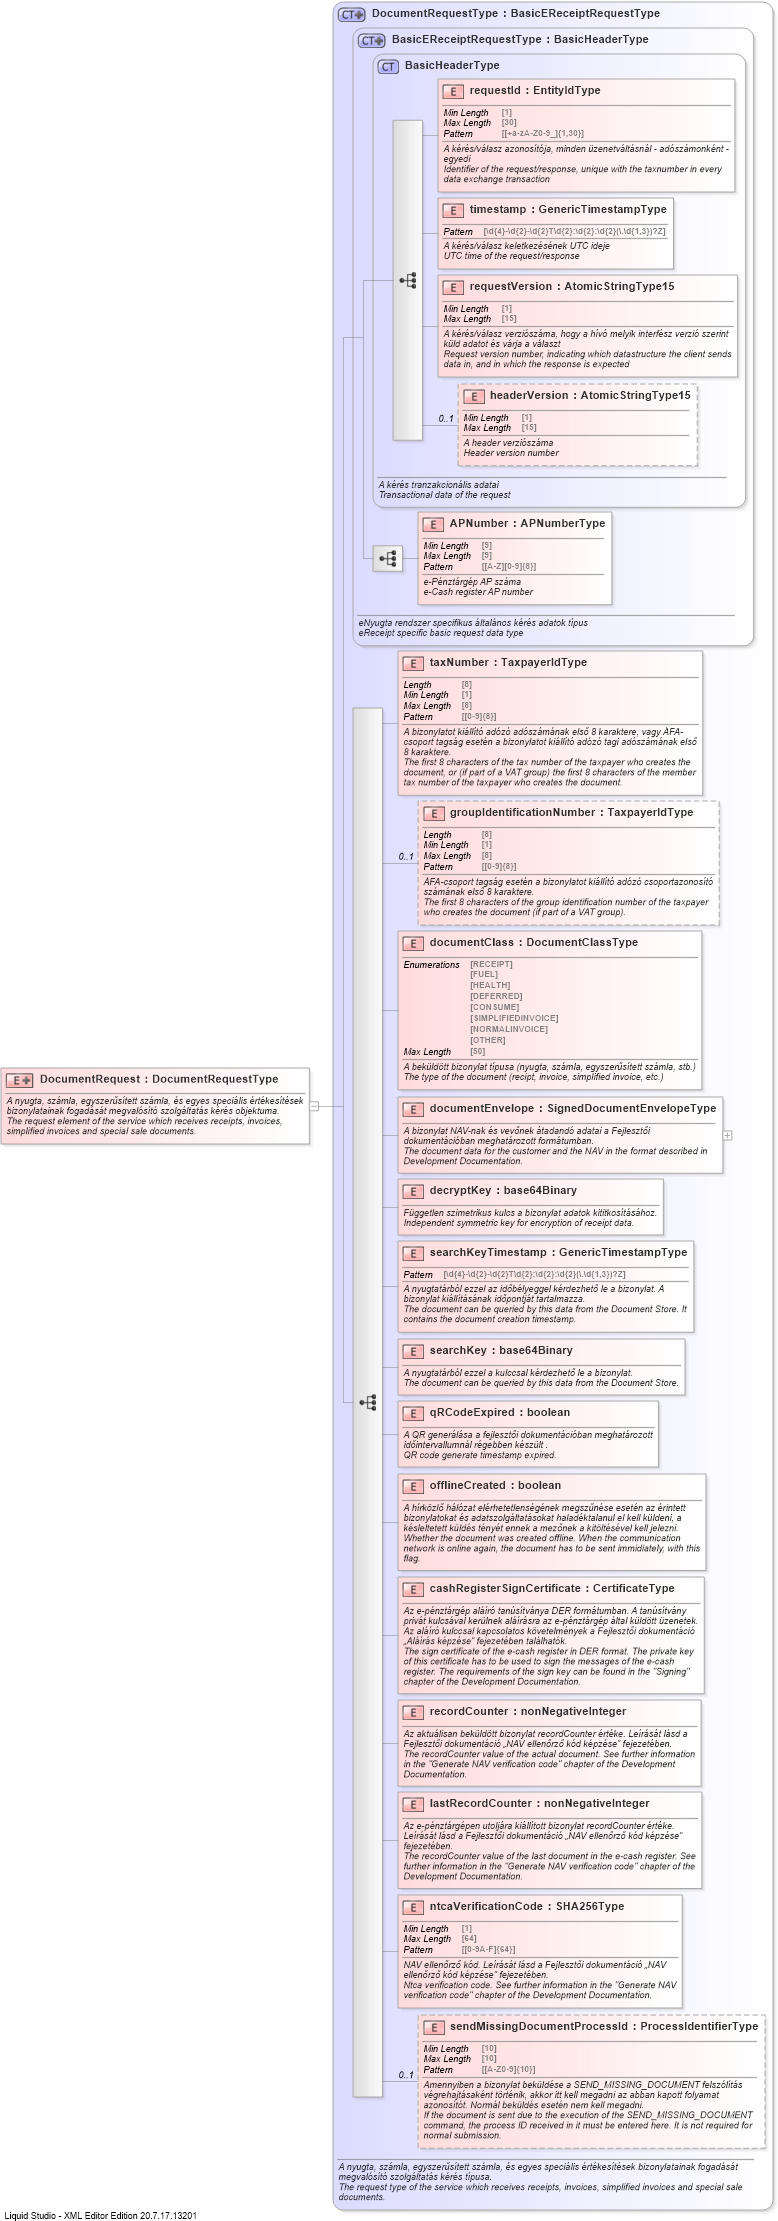 CT+ DocumentRequestType : BasicEReceiptRequestType
CT+ BasicEReceiptRequestType : BasicHeaderType
CT BasicHeaderType
E requestId : EntityIdType
Min Length [1]
Max Length [30]
Pattern [[+a-zA-Z0-9_]{1,30}]
A kérés/válasz azonosítója, minden üzenetváltásnál - adószámonként -
egyedi
Identifier of the request/response, unique with the taxnumber in every
data exchange transaction
E timestamp : GenericTimestampType
Pattern [\d{4}-\d{2}-\d{2}T\d{2}:\d{2}:\d{2}(\.\d{1,3})?Z]
A kérés/válasz keletkezésének UTC ideje
UTC time of the request/response
E requestVersion : AtomicStringType15
Min Length [1]
Max Length [15]
A kérés/válasz verziószáma, hogy a hívó melyik interfész verzió szerint
küld adatot és várja a választ
Request version number, indicating which datastructure the client sends
data in, and in which the response is expected
E headerVersion : AtomicStringType15
0..1
Min Length [1]
Max Length [15]
A header verziószáma
Header version number
A kérés tranzakcionális adatai
Transactional data of the request
E APNumber : APNumberType
Min Length [9]
Max Length [9]
Pattern [[A-Z][0-9]{8}]
e-Pénztárgép AP száma
e-Cash register AP number
eNyugta rendszer specifikus általános kérés adatok típus
eReceipt specific basic request data type
E taxNumber : TaxpayerIdType
Length [8]
Min Length [1]
Max Length [8]
Pattern [[0-9]{8}]
A bizonylatot kiállító adózó adószámának első 8 karaktere, vagy ÁFA-
csoport tagság esetén a bizonylatot kiállító adózó tagi adószámának első
8 karaktere.
The first 8 characters of the tax number of the taxpayer who creates the
document, or (if part of a VAT group) the first 8 characters of the member
tax number of the taxpayer who creates the document.
E groupIdentificationNumber : TaxpayerIdType
Length [8]
Min Length [1]
0..1
Max Length [8]
Pattern [[0-9]{8}]
ÁFA-csoport tagság esetén a bizonylatot kiállító adózó csoportazonosító
számának első 8 karaktere.
The first 8 characters of the group identification number of the taxpayer
who creates the document (if part of a VAT group).
E documentClass : DocumentClassType
Enumerations [RECEIPT]
[FUEL]
[HEALTH]
[DEFERRED]
[CONSUME]
[SIMPLIFIEDINVOICE]
[NORMALINVOICE]
[OTHER]
Max Length [50]
A beküldött bizonylat típusa (nyugta, számla, egyszerűsített számla, stb.)
The type of the document (recipt, invoice, simplified invoice, etc.)
E+ DocumentRequest : DocumentRequestType
A nyugta, számla, egyszerűsített számla, és egyes speciális értékesítések
bizonylatainak fogadását megvalósító szolgáltatás kérés objektuma.
The request element of the service which receives receipts, invoices,
simplified invoices and special sale documents.
E documentEnvelope : SignedDocumentEnvelopeType
A bizonylat NAV-nak és vevőnek átadandó adatai a Fejlesztői
dokumentációban meghatározott formátumban.
The document data for the customer and the NAV in the format described in
Development Documentation.
E decryptKey : base64Binary
Független szimetrikus kulcs a bizonylat adatok kititkosításához.
Independent symmetric key for encryption of receipt data.
E searchKeyTimestamp : GenericTimestampType
Pattern [\d{4}-\d{2}-\d{2}T\d{2}:\d{2}:\d{2}(\.\d{1,3})?Z]
A nyugtatárból ezzel az időbélyeggel kérdezhető le a bizonylat. A
bizonylat kiállításának időpontját tartalmazza.
The document can be queried by this data from the Document Store. It
contains the document creation timestamp.
E searchKey : base64Binary
A nyugtatárból ezzel a kulccsal kérdezhető le a bizonylat.
The document can be queried by this data from the Document Store.
E qRCodeExpired : boolean
A QR generálása a fejlesztői dokumentációban meghatározott
időintervallumnál régebben készült .
QR code generate timestamp expired.
E offlineCreated : boolean
A hírközlő hálózat elérhetetlenségének megszűnése esetén az érintett
bizonylatokat és adatszolgáltatásokat haladéktalanul el kell küldeni, a
késleltetett küldés tényét ennek a mezőnek a kitöltésével kell jelezni.
Whether the document was created offline. When the communication
network is online again, the document has to be sent immidiately, with this
flag.
E cashRegisterSignCertificate : CertificateType
Az e-pénztárgép aláíró tanúsítványa DER formátumban. A tanúsítvány
privát kulcsával kerülnek aláírásra az e-pénztárgép által küldött üzenetek.
Az aláíró kulccsal kapcsolatos követelmények a Fejlesztői dokumentáció
„Aláírás képzése” fejezetében találhatók.
The sign certificate of the e-cash register in DER format. The private key
of this certificate has to be used to sign the messages of the e-cash
register. The requirements of the sign key can be found in the "Signing"
chapter of the Development Documentation.
E recordCounter : nonNegativeInteger
Az aktuálisan beküldött bizonylat recordCounter értéke. Leírását lásd a
Fejlesztői dokumentáció „NAV ellenőrző kód képzése” fejezetében.
The recordCounter value of the actual document. See further information
in the "Generate NAV verification code" chapter of the Development
Documentation.
E lastRecordCounter : nonNegativeInteger
Az e-pénztárgépen utoljára kiállított bizonylat recordCounter értéke.
Leírását lásd a Fejlesztői dokumentáció „NAV ellenőrző kód képzése”
fejezetében.
The recordCounter value of the last document in the e-cash register. See
further information in the "Generate NAV verification code" chapter of the
Development Documentation.
E ntcaVerificationCode : SHA256Type
Min Length [1]
Max Length [64]
Pattern [[0-9A-F]{64}]
NAV ellenőrző kód. Leírását lásd a Fejlesztői dokumentáció „NAV
ellenőrző kód képzése” fejezetében.
Ntca verification code. See further information in the "Generate NAV
verification code" chapter of the Development Documentation.
E sendMissingDocumentProcessId : ProcessIdentifierType
Min Length [10]
Max Length [10]
Pattern [[A-Z0-9]{10}]
0..1
Amennyiben a bizonylat beküldése a SEND_MISSING_DOCUMENT felszólítás
végrehajtásaként történik, akkor itt kell megadni az abban kapott folyamat
azonosítót. Normál beküldés esetén nem kell megadni.
If the document is sent due to the execution of the SEND_MISSING_DOCUMENT
command, the process ID received in it must be entered here. It is not required for
normal submission.
A nyugta, számla, egyszerűsített számla, és egyes speciális értékesítések bizonylatainak fogadását
megvalósító szolgáltatás kérés típusa.
The request type of the service which receives receipts, invoices, simplified invoices and special sale
documents.
Liquid Studio - XML Editor Edition 20.7.17.13201